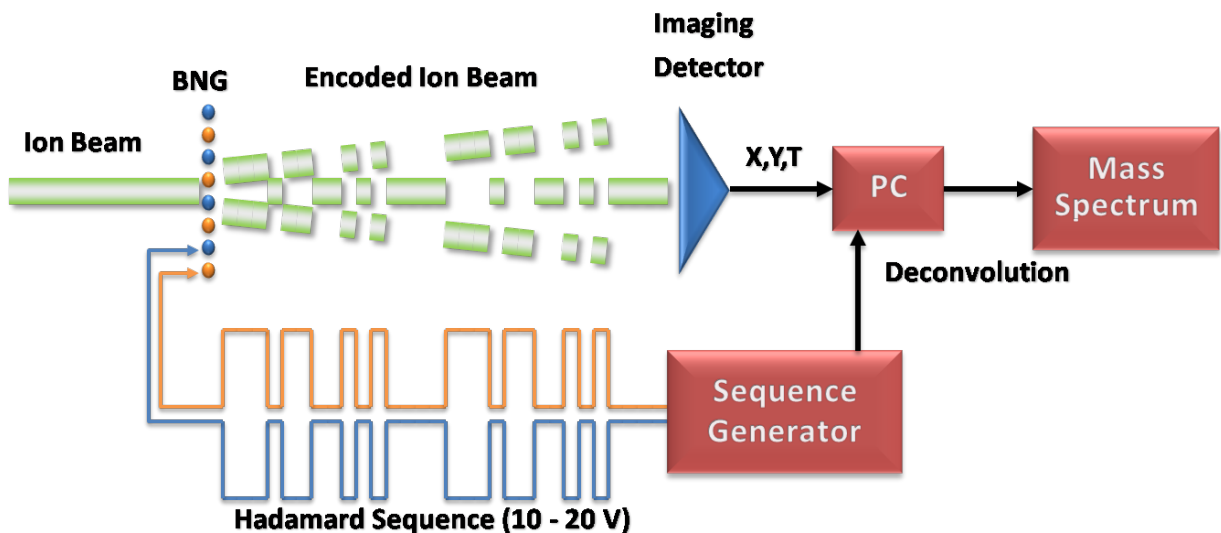 Imaging
Detector
BNG
Encoded Ion Beam
Ion Beam
X,Y,T
PC
Mass
Spectrum
Deconvolution
Sequence
Generator
Hadamard Sequence (10 - 20 V)